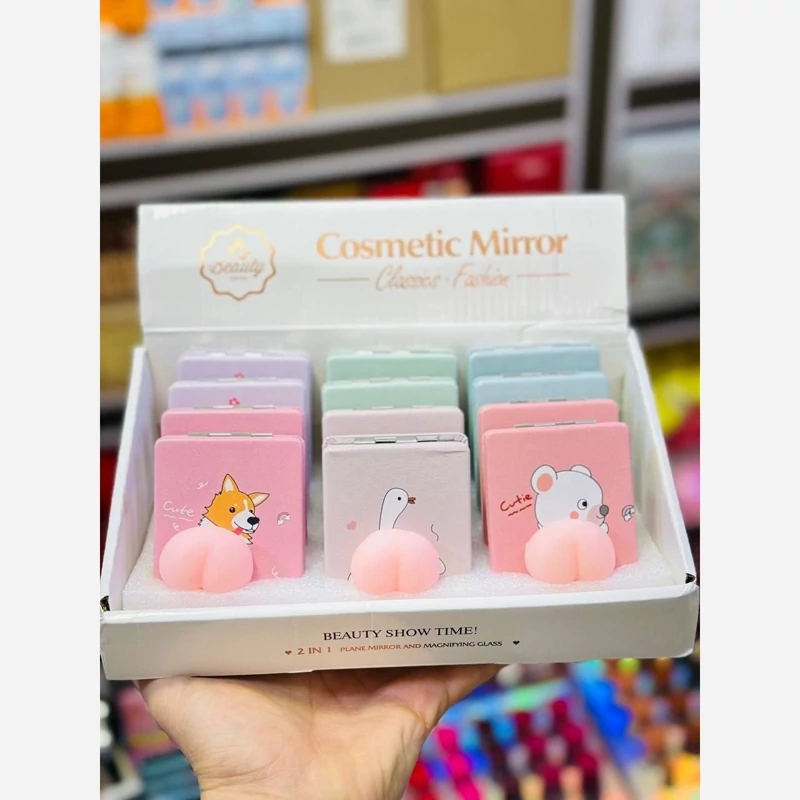 Beauty
Cosmetic Mirror
Classics · Fashion
Cute
Cutie
BEAUTY SHOW TIME!
♥ 2 IN 1 PLANE MIRROR AND MAGNIFYING GLASS ♥